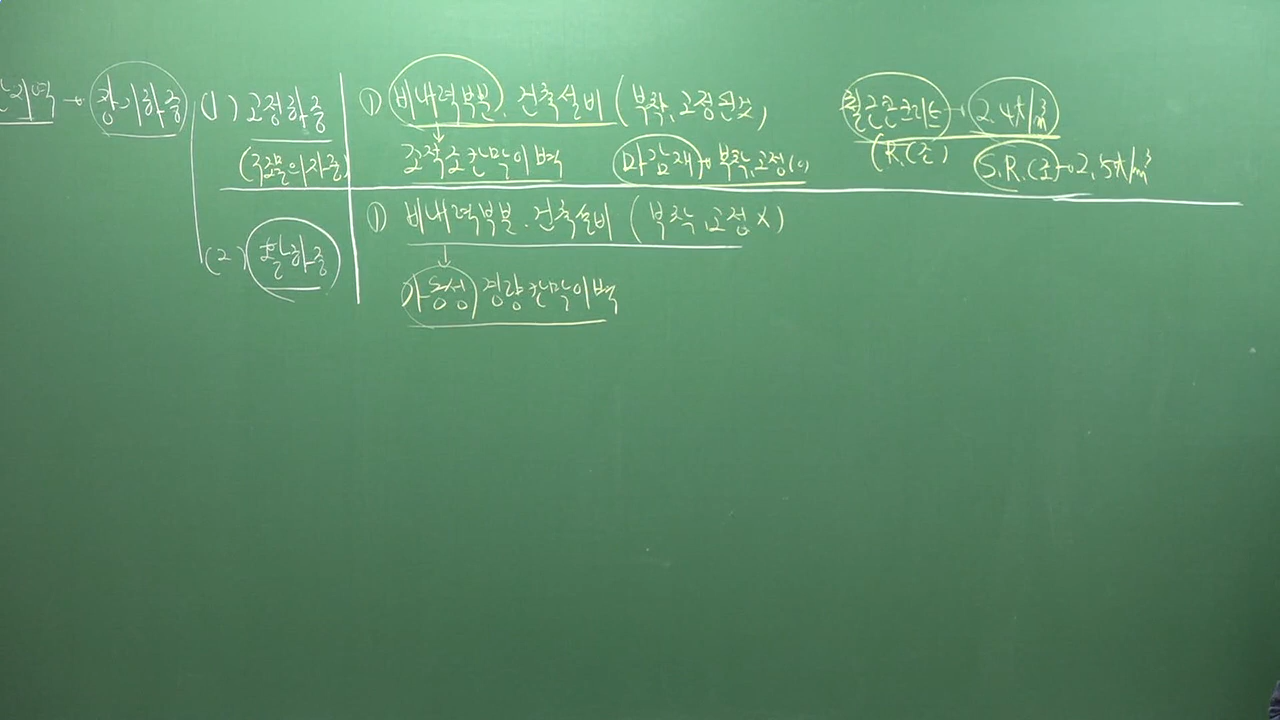 → 장기하중
(1) 고정하중
(구조물의 자중)
① 비내력부분, 건축설비 (부착, 고정된 것)
↓
조적조 칸막이벽 마감재 → 부착, 고정(○)
철근콘크리트 → 2.4t/m³
(R.C조) S.R.C조 → 2.5t/m³
(2) 활하중
① 비내력부분·건축설비 (부착, 고정 X)
↓
가동성 경량칸막이벽